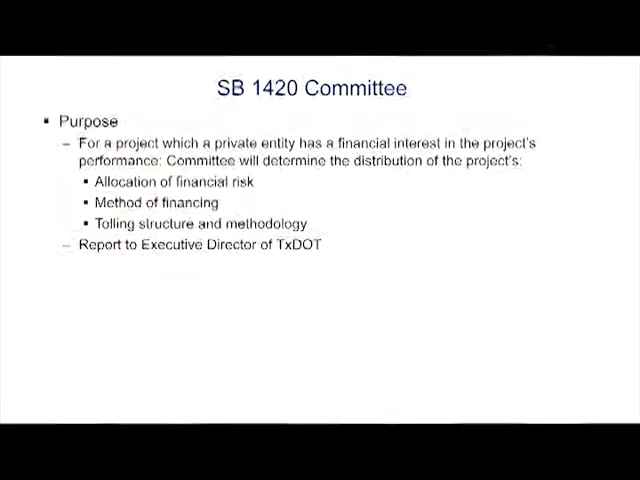 SB 1420 Committee
▪ Purpose
– For a project which a private entity has a financial interest in the project's
performance: Committee will determine the distribution of the project's:
▪ Allocation of financial risk
▪ Method of financing
▪ Tolling structure and methodology
– Report to Executive Director of TxDOT